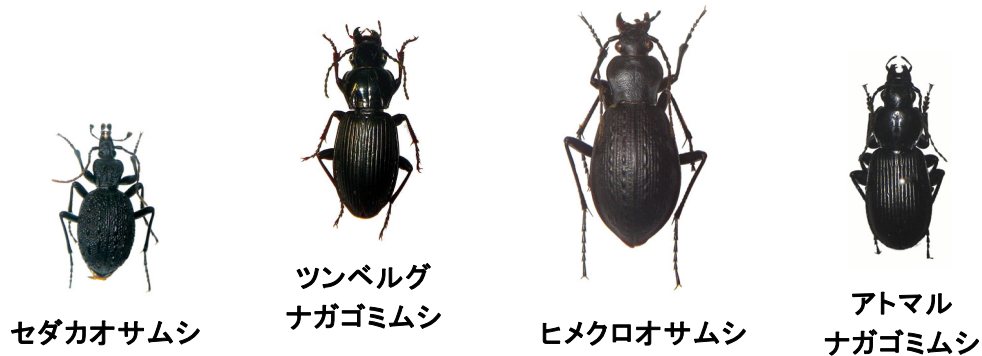 セダカオサムシ
ツンベルグ
ナガゴミムシ
ヒメクロオサムシ
アトマル
ナガゴミムシ